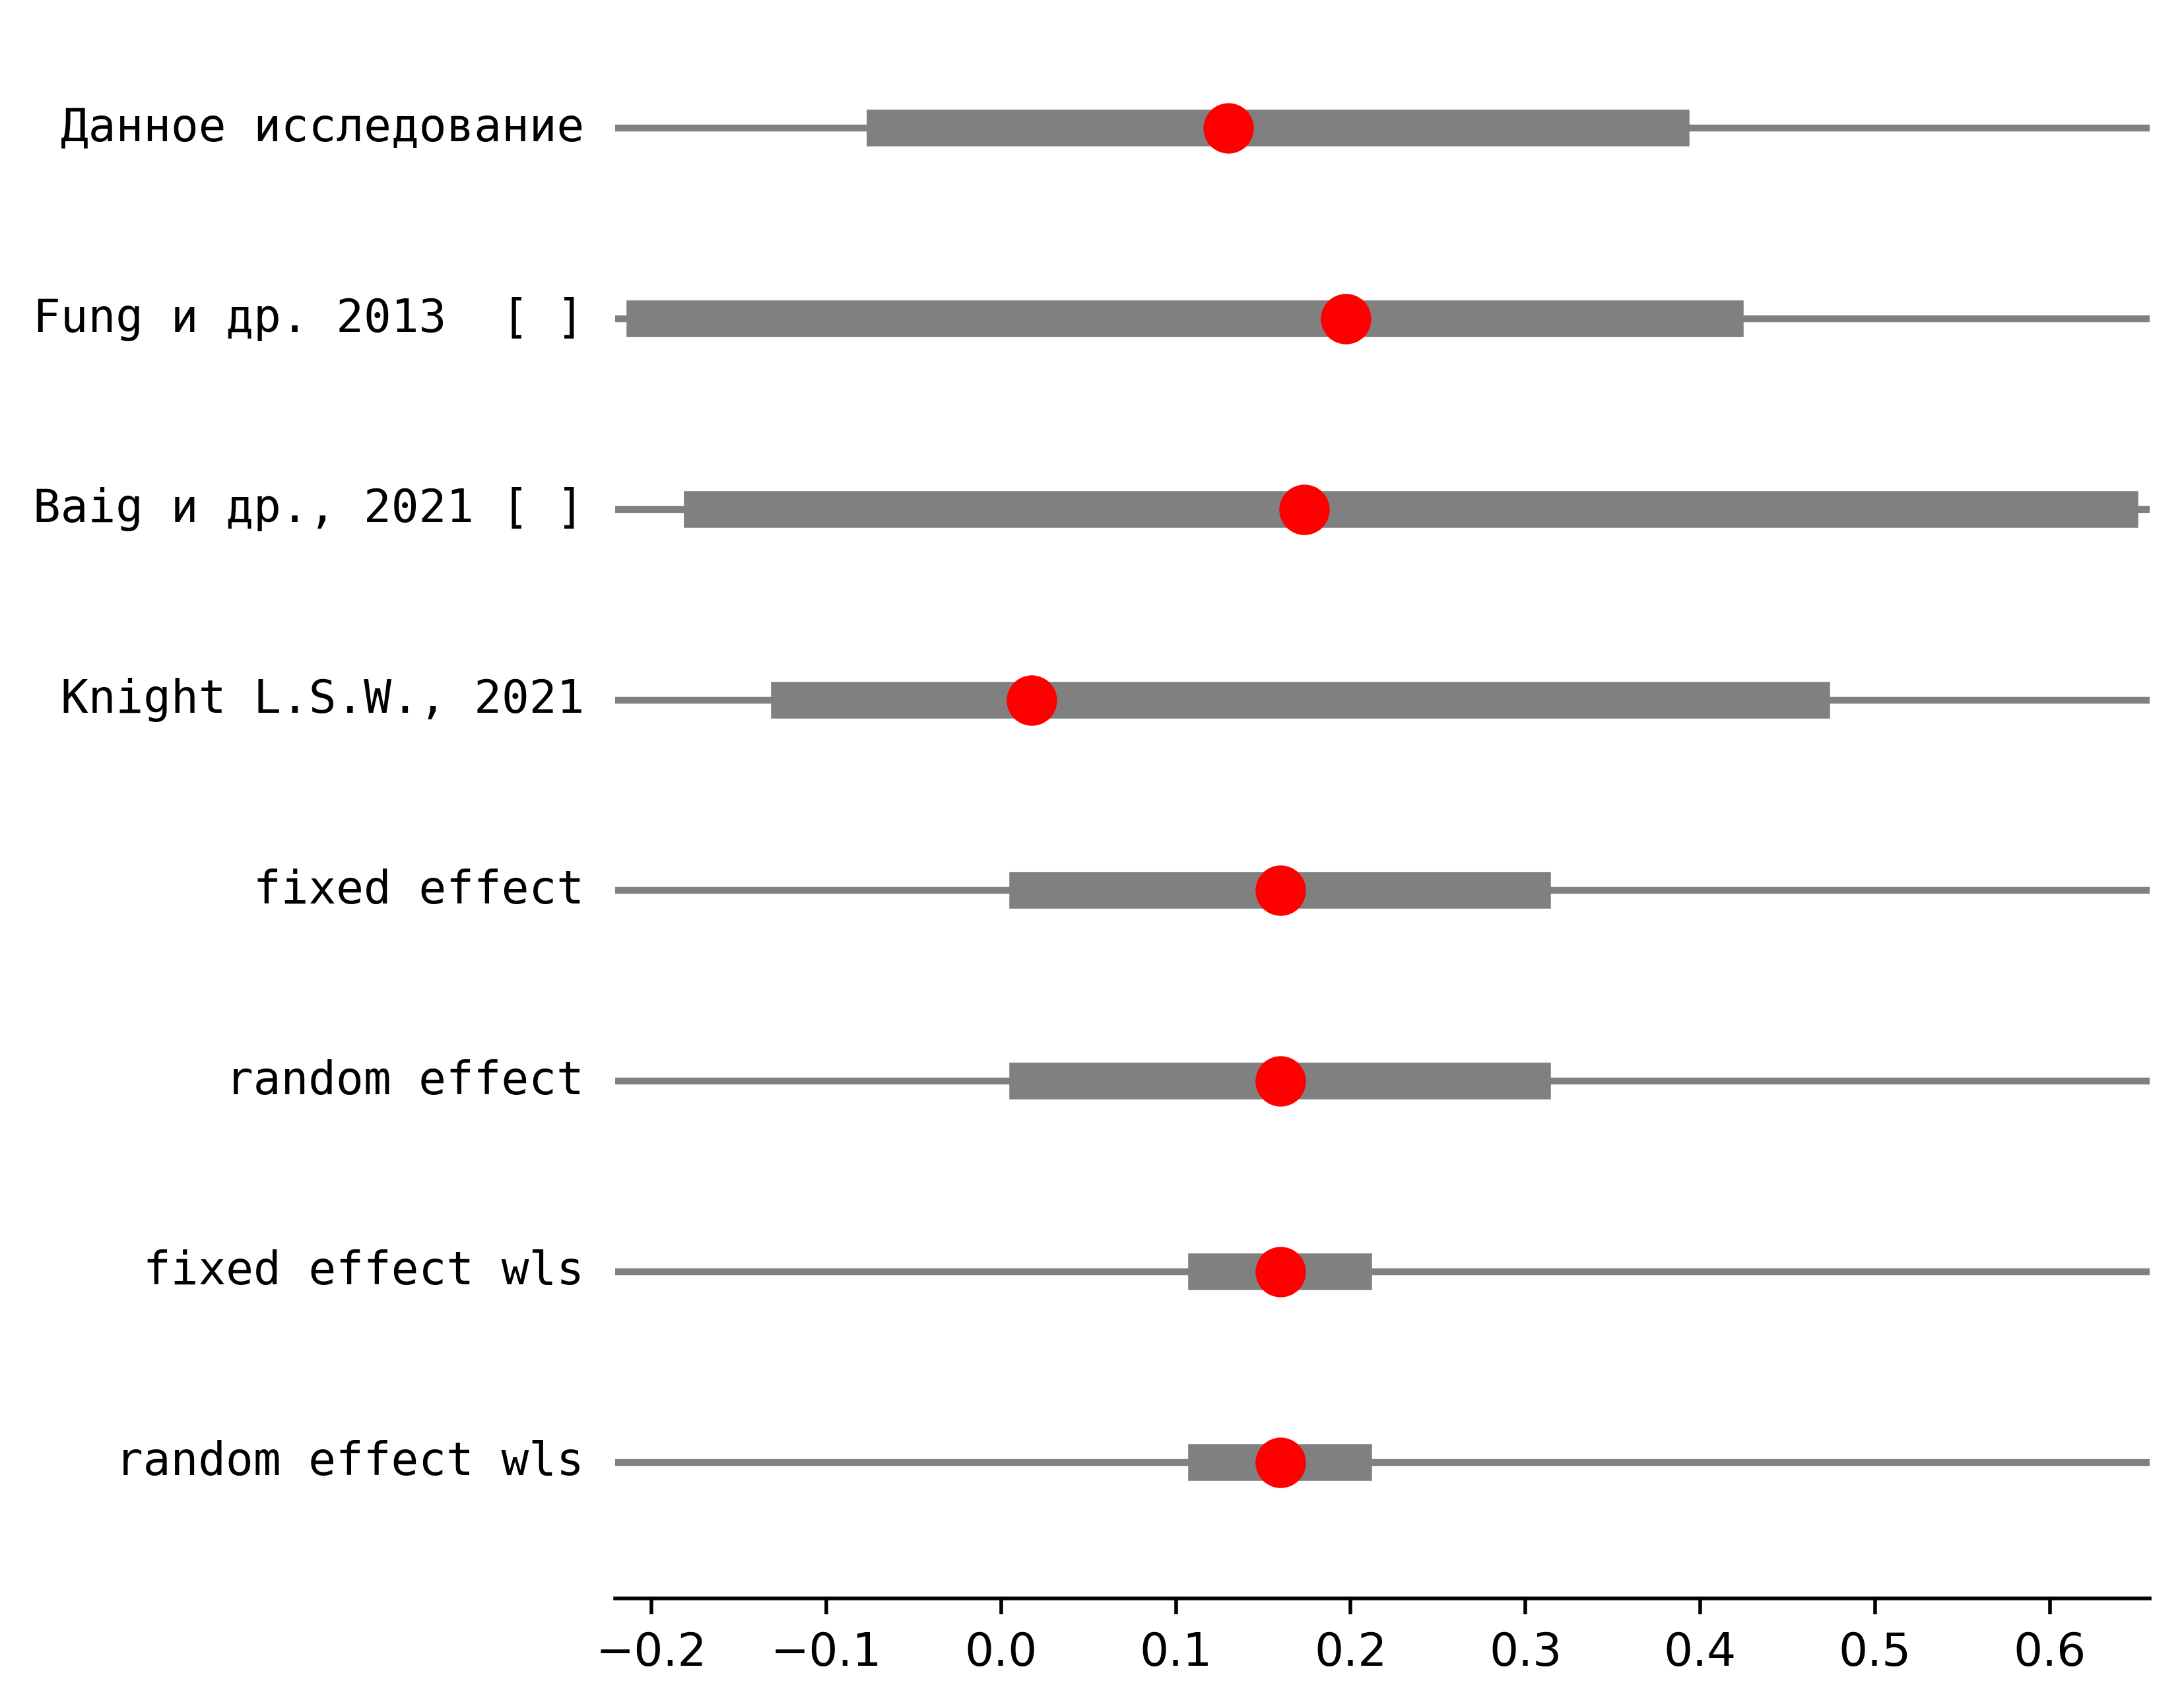 Данное исследование
Fung и др. 2013  [ ]
Baig и др., 2021 [ ]
Knight L.S.W., 2021
fixed effect
random effect
fixed effect wls
random effect wls
−0.2 −0.1 0.0 0.1 0.2 0.3 0.4 0.5 0.6